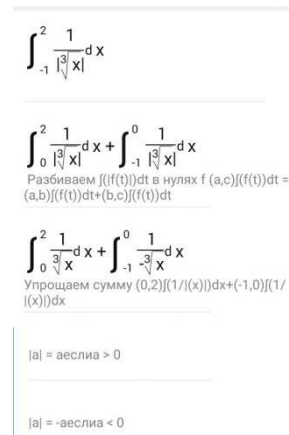 ∫₋₁² 1/|∛x| dx
∫₀² 1/|∛x| dx + ∫₋₁⁰ 1/|∛x| dx
Разбиваем ∫(|f(t)|)dt в нулях f (a,c)∫(f(t))dt =
(a,b)∫(f(t))dt+(b,c)∫(f(t))dt
∫₀² 1/∛x dx + ∫₋₁⁰ 1/-∛x dx
Упрощаем сумму (0,2)∫(1/|(x)|)dx+(-1,0)∫(1/
|(x)|)dx
|a| = aеслиa > 0
|a| = -aеслиa < 0